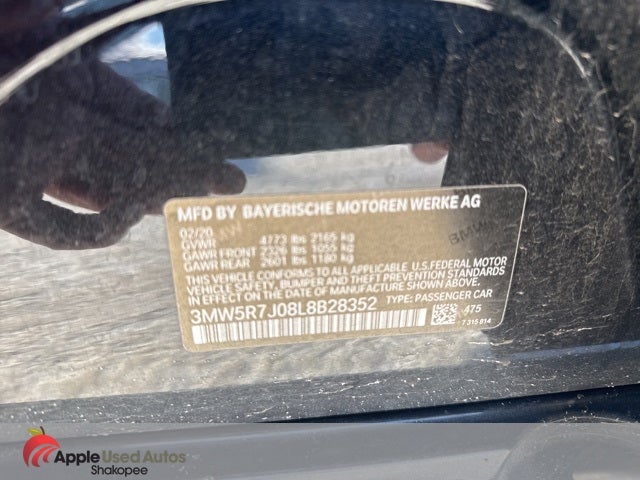 MFD BY BAYERISCHE MOTOREN WERKE AG
02/20
GVWR 4773 lbs 2165 kg
GAWR FRONT 2326 lbs 1055 kg
GAWR REAR 2601 lbs 1180 kg
THIS VEHICLE CONFORMS TO ALL APPLICABLE U.S.FEDERAL MOTOR
VEHICLE SAFETY, BUMPER AND THEFT
PREVENTION STANDARDS IN EFFECT ON
THE DATE OF MANUFACTURE SHOWN ABOVE.
3MW5R7J08L8B28352 TYPE: PASSENGER CAR
475
7 315 814
BMW
Apple Used Autos
Shakopee